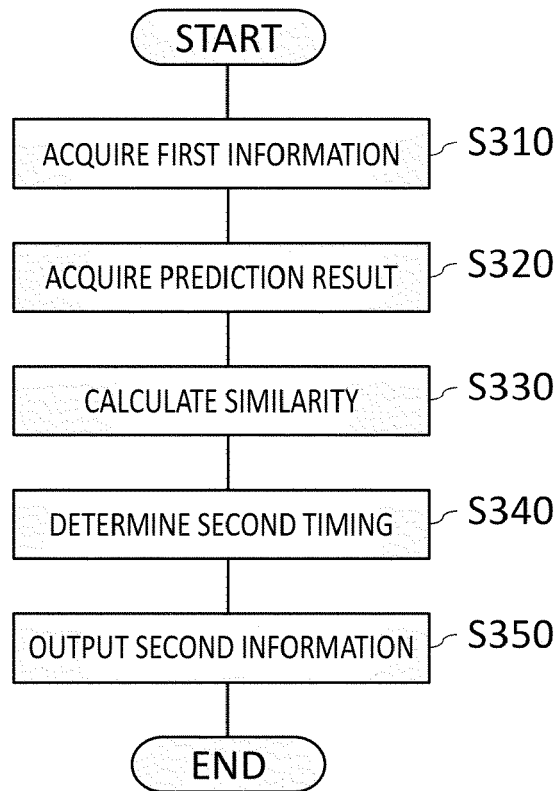 START
ACQUIRE FIRST INFORMATION S310
ACQUIRE PREDICTION RESULT S320
CALCULATE SIMILARITY S330
DETERMINE SECOND TIMING S340
OUTPUT SECOND INFORMATION S350
END